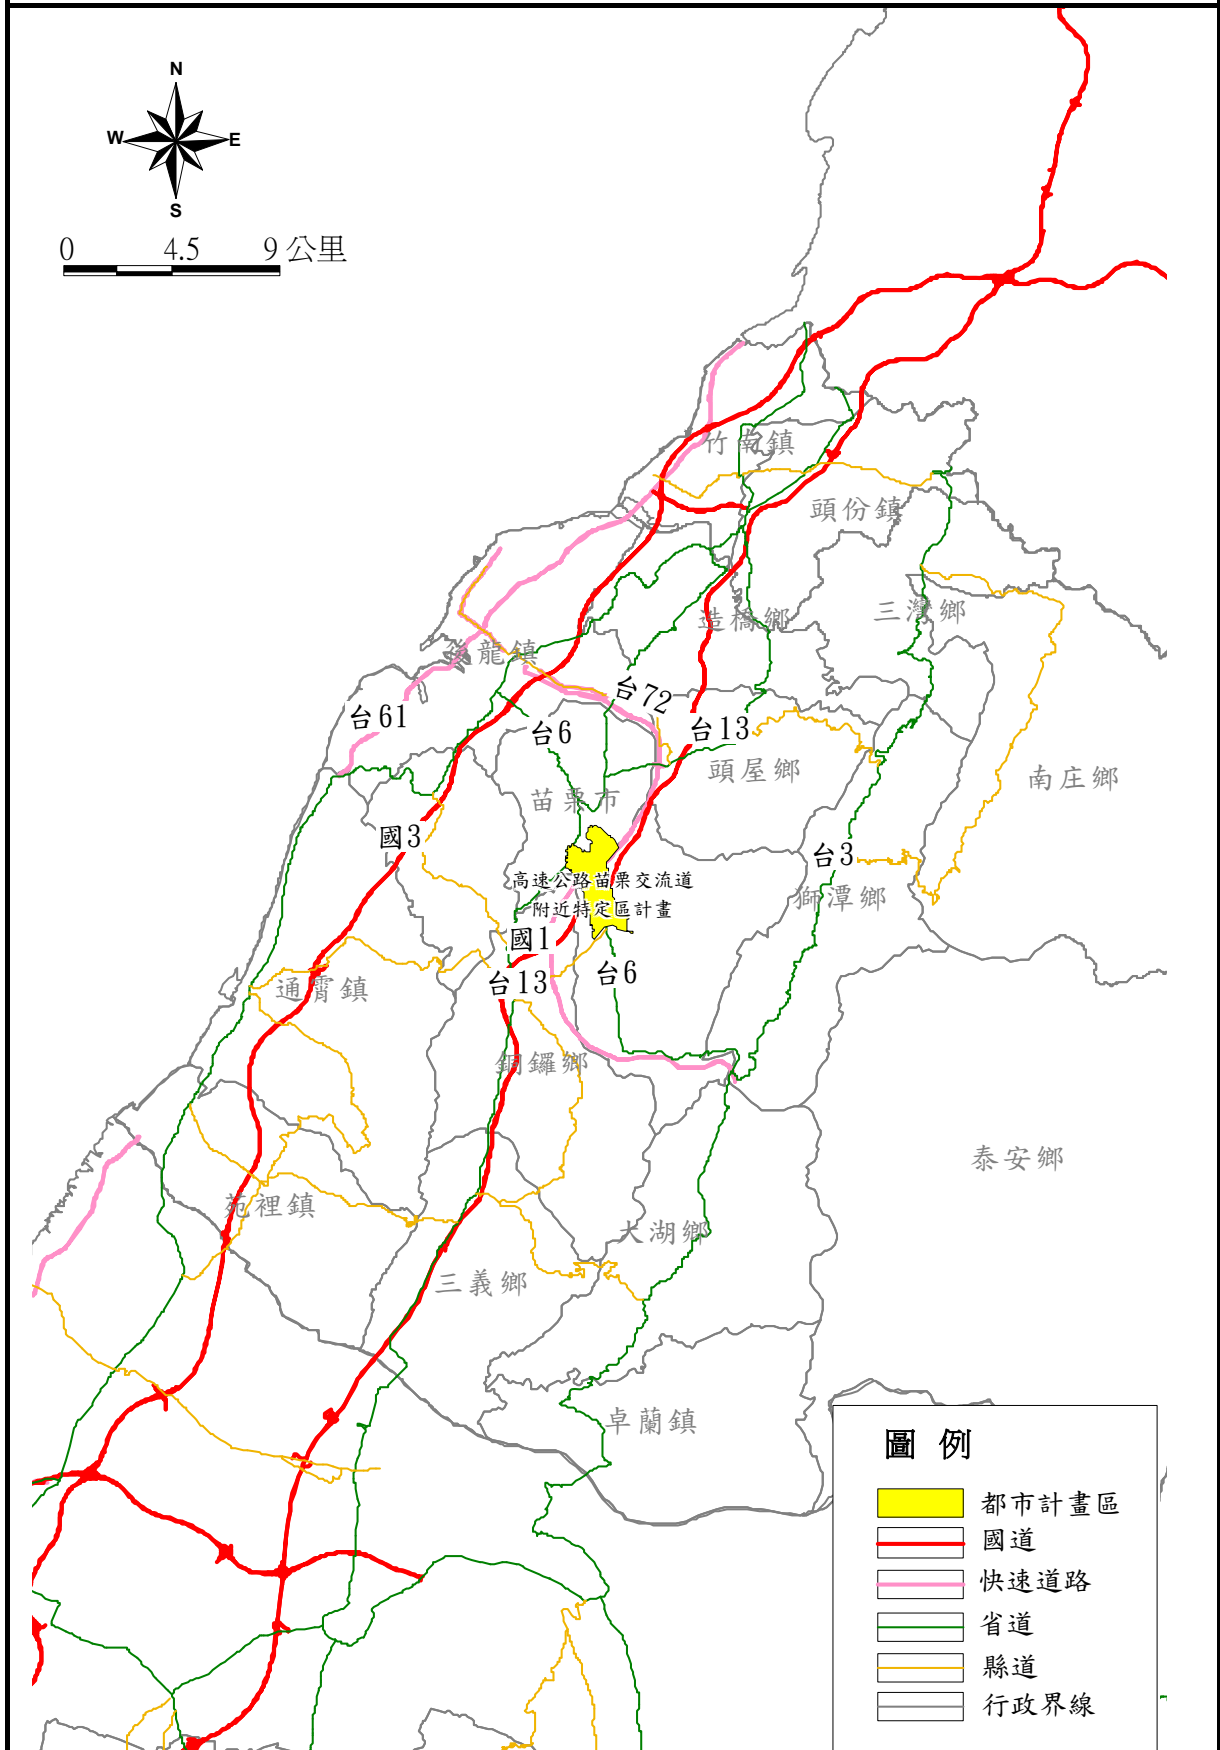 N
W E
S
0 4.5 9 公里
竹南鎮
頭份鎮
三灣鄉
造橋鄉
後龍鎮
台72
台61
台6
台13
頭屋鄉
南庄鄉
苗栗市
國3
台3
高速公路苗栗交流道
附近特定區計畫
獅潭鄉
國1
台6
台13
通霄鎮
銅鑼鄉
泰安鄉
苑裡鎮
大湖鄉
三義鄉
卓蘭鎮
圖 例
都市計畫區
國道
快速道路
省道
縣道
行政界線